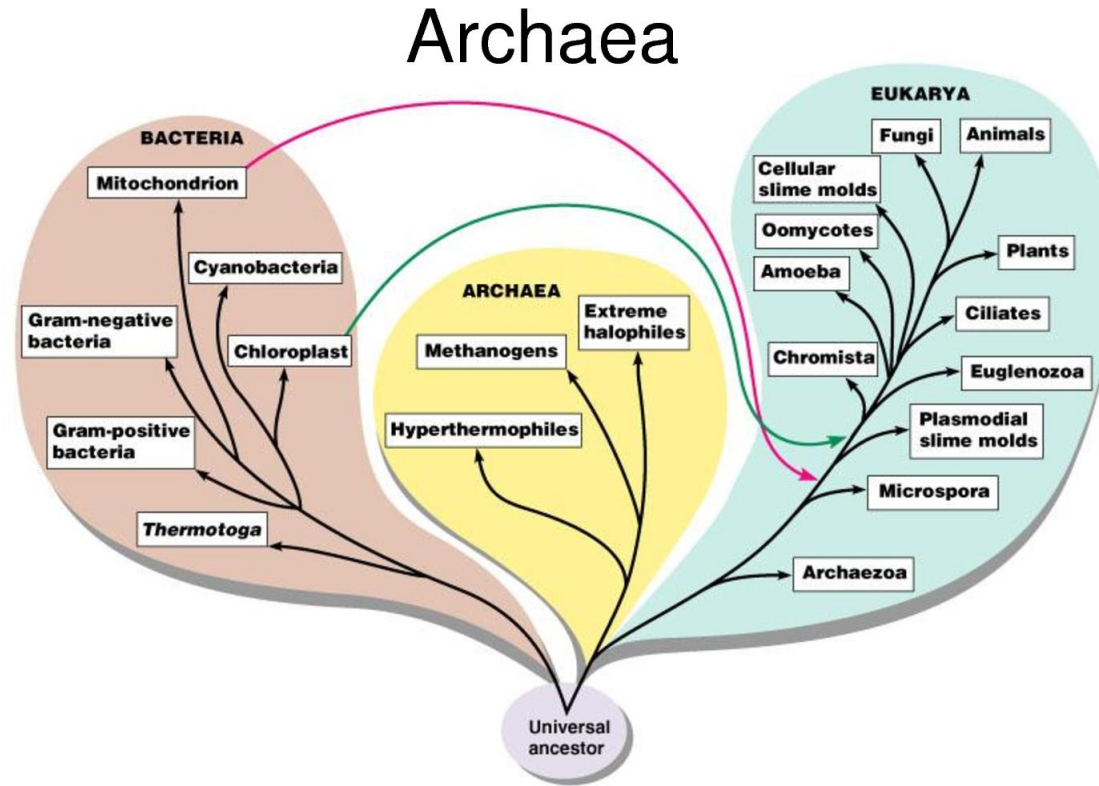 Archaea
BACTERIA
Mitochondrion
Cyanobacteria
Gram-negative
bacteria
Chloroplast
Gram-positive
bacteria
Thermotoga
ARCHAEA
Extreme
halophiles
Methanogens
Hyperthermophiles
EUKARYA
Fungi
Animals
Cellular
slime molds
Oomycotes
Plants
Amoeba
Ciliates
Chromista
Euglenozoa
Plasmodial
slime molds
Microspora
Archaezoa
Universal
ancestor